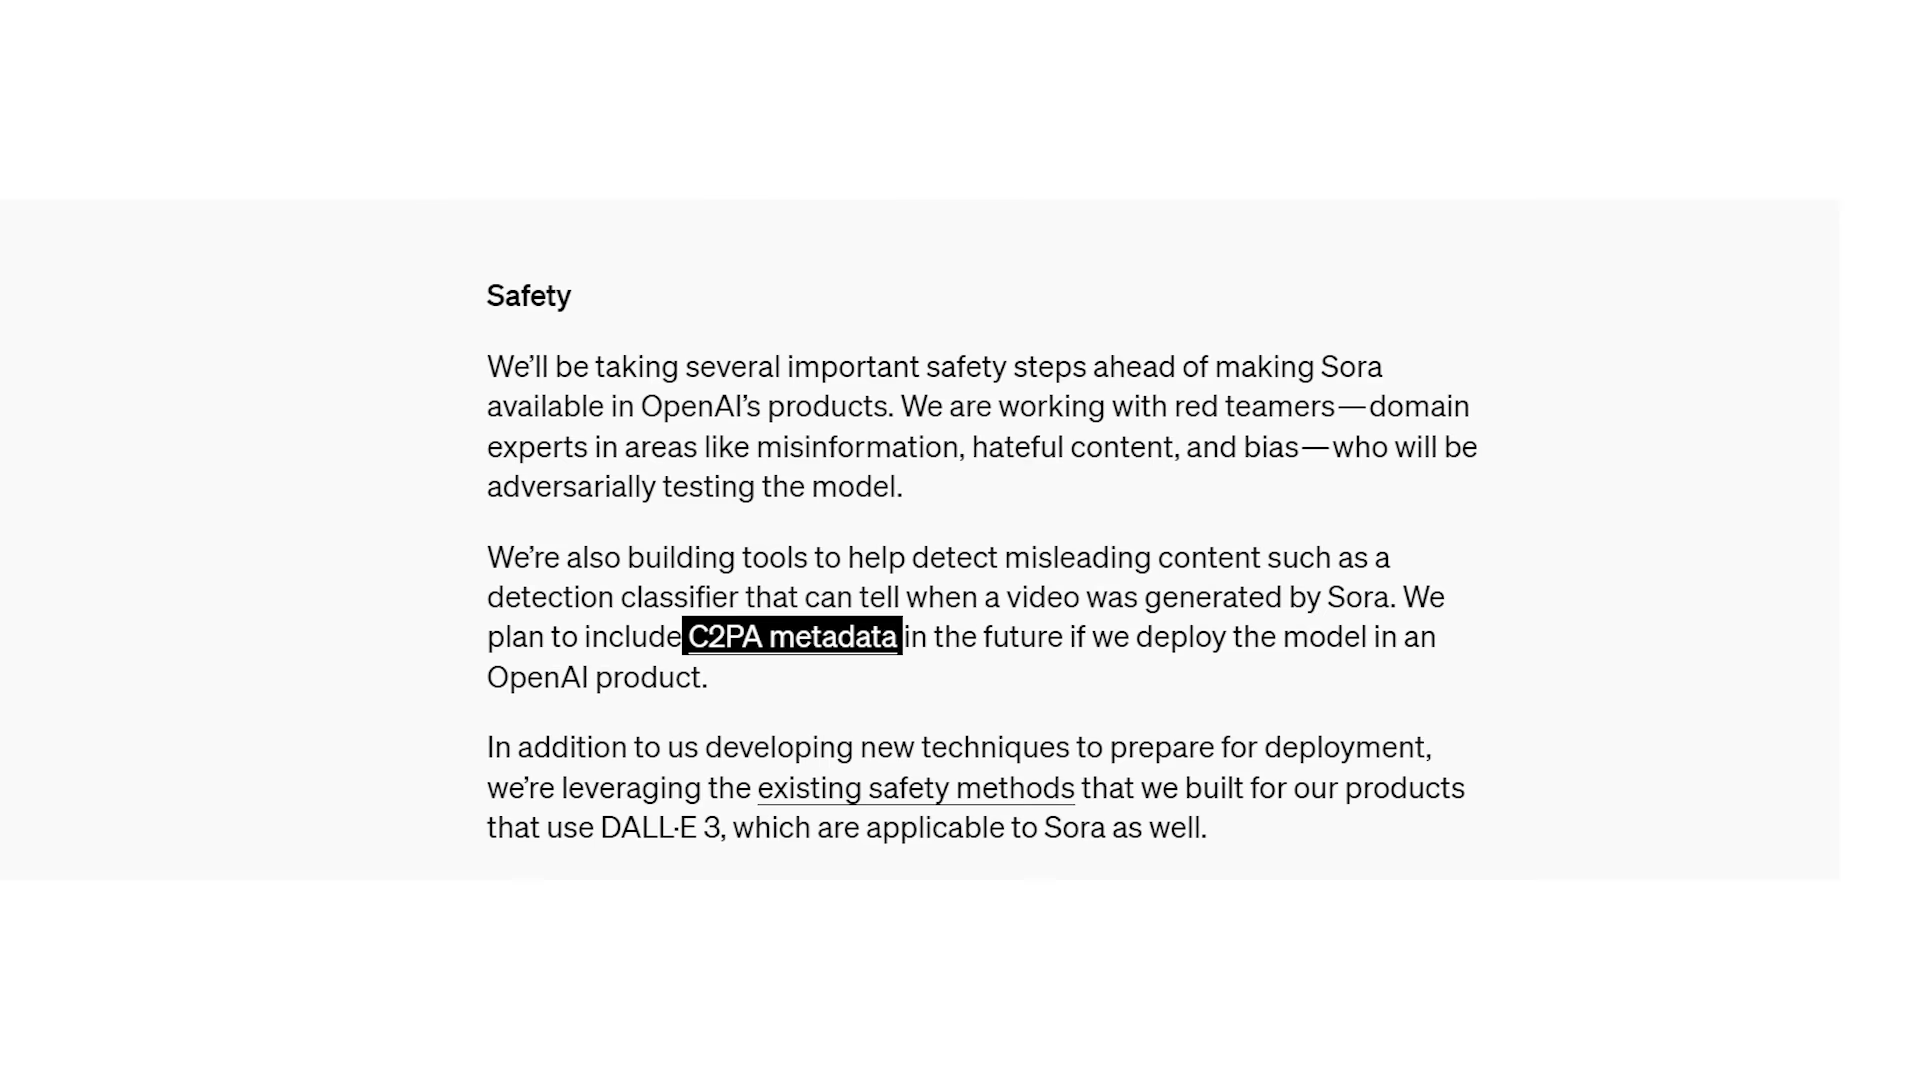 Safety
We’ll be taking several important safety steps ahead of making Sora
available in OpenAI’s products. We are working with red teamers — domain
experts in areas like misinformation, hateful content, and bias — who will be
adversarially testing the model.
We’re also building tools to help detect misleading content such as a
detection classifier that can tell when a video was generated by Sora. We
plan to include C2PA metadata in the future if we deploy the model in an
OpenAI product.
In addition to us developing new techniques to prepare for deployment,
we’re leveraging the existing safety methods that we built for our products
that use DALL·E 3, which are applicable to Sora as well.